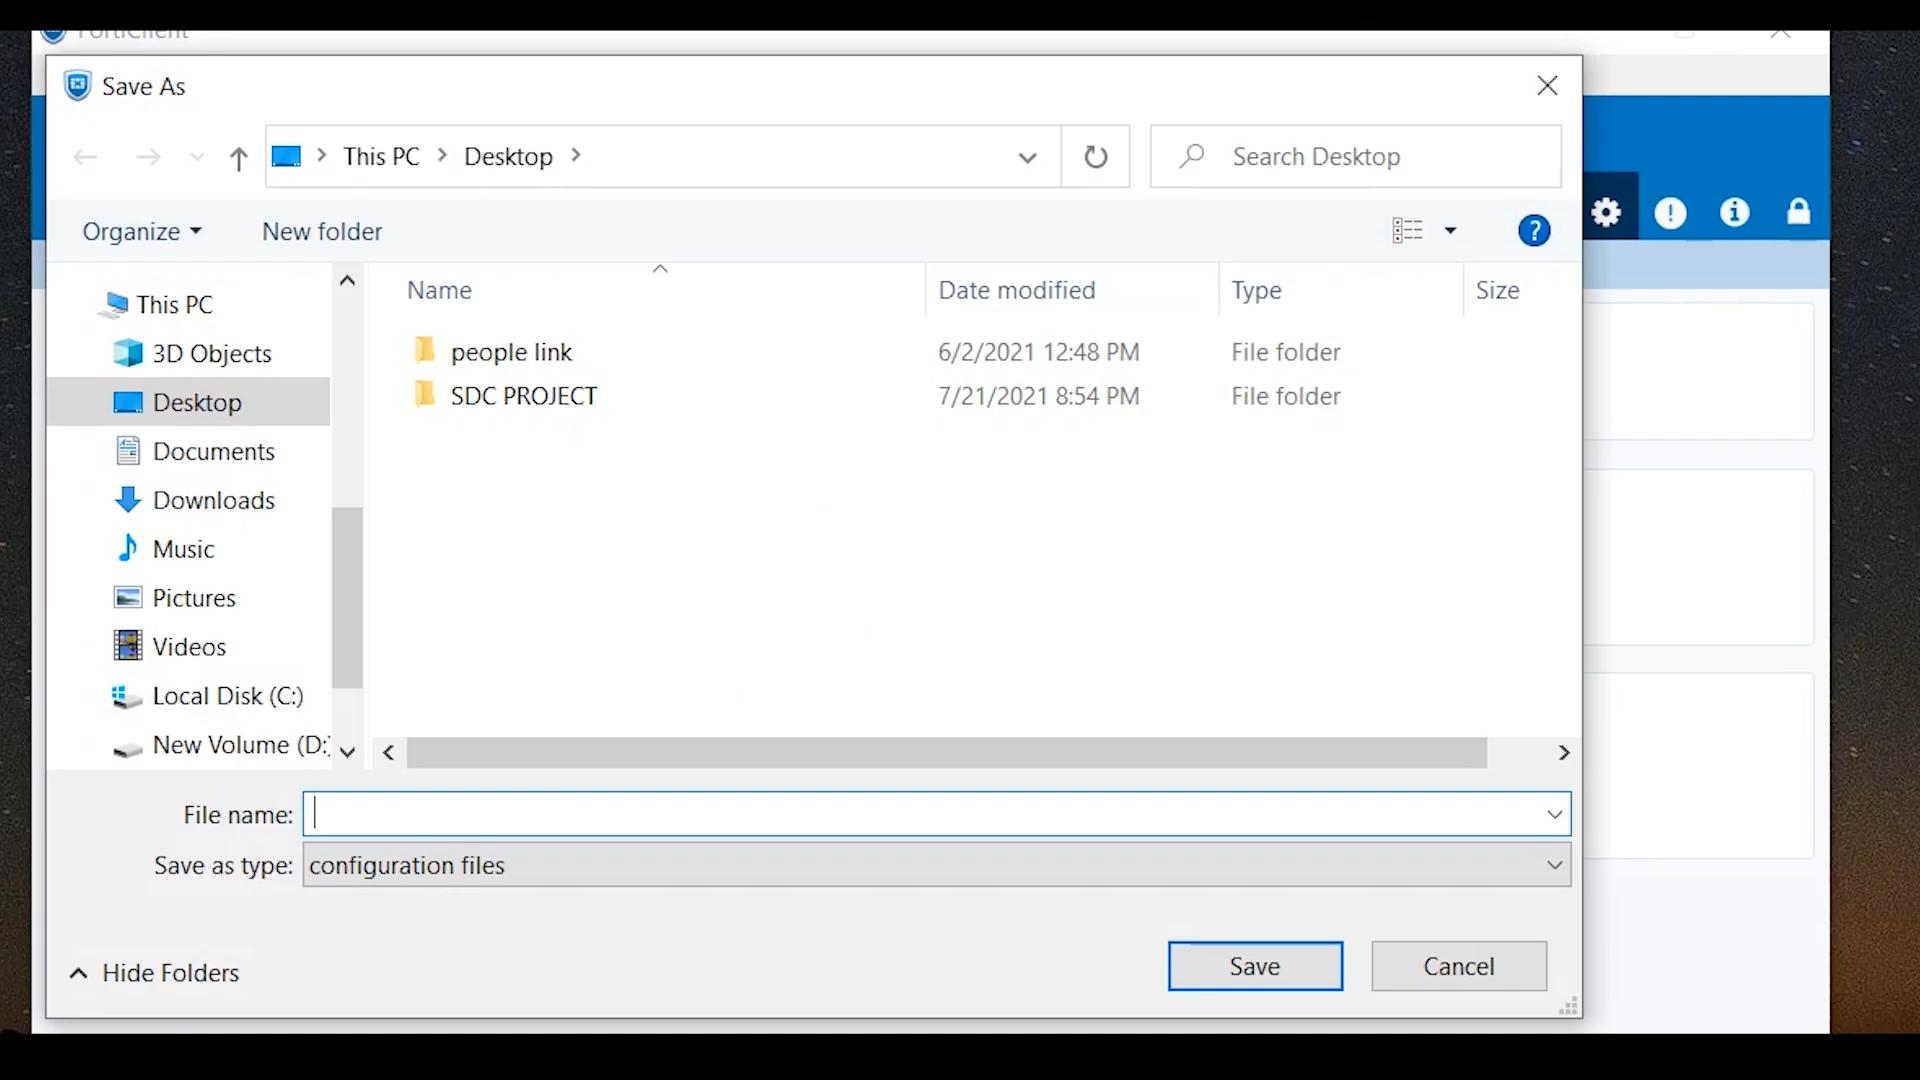 FortiClient
Save As
This PC Desktop
Search Desktop
Organize New folder
?
Name Date modified Type Size
people link 6/2/2021 12:48 PM File folder
SDC PROJECT 7/21/2021 8:54 PM File folder
This PC
3D Objects
Desktop
Documents
Downloads
Music
Pictures
Videos
Local Disk (C:)
New Volume (D:)
File name:
Save as type: configuration files
Hide Folders
Save Cancel